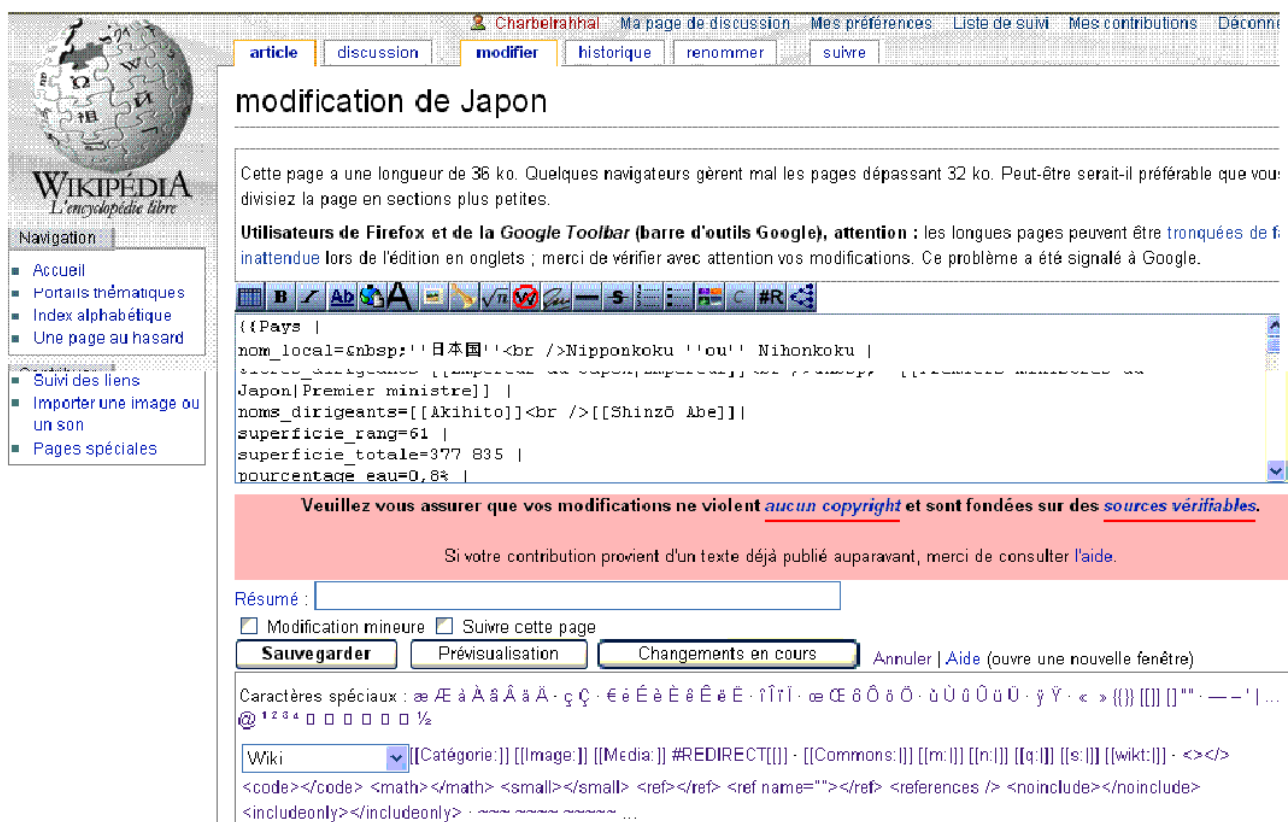 Charbelrahhal Ma page de discussion Mes préférences Liste de suivi Mes contributions
article discussion modifier historique renommer suivre
modification de Japon
WIKIPÉDIA
L'encyclopédie libre
Navigation
Accueil
Portails thématiques
Index alphabétique
Une page au hasard
Suivi des liens
Importer une image ou
un son
Pages spéciales
Cette page a une longueur de 36 ko. Quelques navigateurs gèrent mal les pages dépassant 32 ko. Peut-être serait-il préférable que
divisiez la page en sections plus petites.
Utilisateurs de Firefox et de la Google Toolbar (barre d'outils Google), attention : les longues pages peuvent être tronquées de
inattendue lors de l'édition en onglets ; merci de vérifier avec attention vos modifications. Ce problème a été signalé à Google.
B I Ab A √n W S C #R
{{Pays |
nom_local=&nbsp;''日本国''<br />Nipponkoku ''ou'' Nihonkoku |
Japon|Premier ministre]] |
noms_dirigeants=[[Akihito]]<br />[[Shinzō Abe]]|
superficie_rang=61 |
superficie_totale=377 835 |
pourcentage_eau=0,8% |
Veuillez vous assurer que vos modifications ne violent aucun copyright et sont fondées sur des sources vérifiables.
Si votre contribution provient d'un texte déjà publié auparavant, merci de consulter l'aide.
Résumé :
Modification mineure Suivre cette page
Sauvegarder Prévisualisation Changements en cours Annuler | Aide (ouvre une nouvelle fenêtre)
Caractères spéciaux : æ Æ à À â Â ä Ä · ç Ç · € é É è È ê Ê ë Ë · î Î ï Ï · œ Œ ô Ô ö Ö · ù Ù û Û ü Ü · ÿ Ÿ · « » {{}} [[]] [] "" · — – ' | ...
@ ¹ ² ³ ⁴ ½
Wiki [[Catégorie:]] [[Image:]] [[Media:]] #REDIRECT[[]] · [[Commons:|]] [[m:|]] [[n:|]] [[q:|]] [[s:|]] [[wikt:|]] · <></>
<code></code> <math></math> <small></small> <ref></ref> <ref name=""></ref> <references /> <noinclude></noinclude>
<includeonly></includeonly> · ~~~ ~~~~ ~~~~~ ...